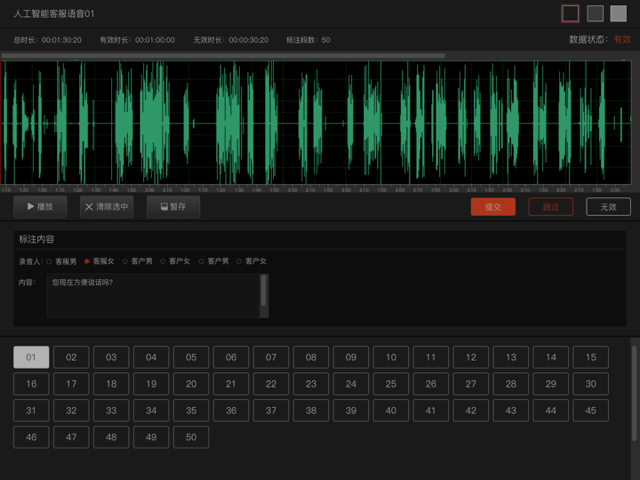 人工智能客服语音01
总时长: 00:01:30:20 有效时长: 00:01:00:00 无效时长: 00:00:30:20 标注段数: 50 数据状态: 有效
播放 清除选中 暂存 提交 跳过 无效
标注内容
录音人: 客服男 客服女 客户男 客户女 客户男 客户女
内容: 您现在方便说话吗?
01 02 03 04 05 06 07 08 09 10 11 12 13 14 15
16 17 18 19 20 21 22 23 24 25 26 27 28 29 30
31 32 33 34 35 36 37 38 39 40 41 42 43 44 45
46 47 48 49 50